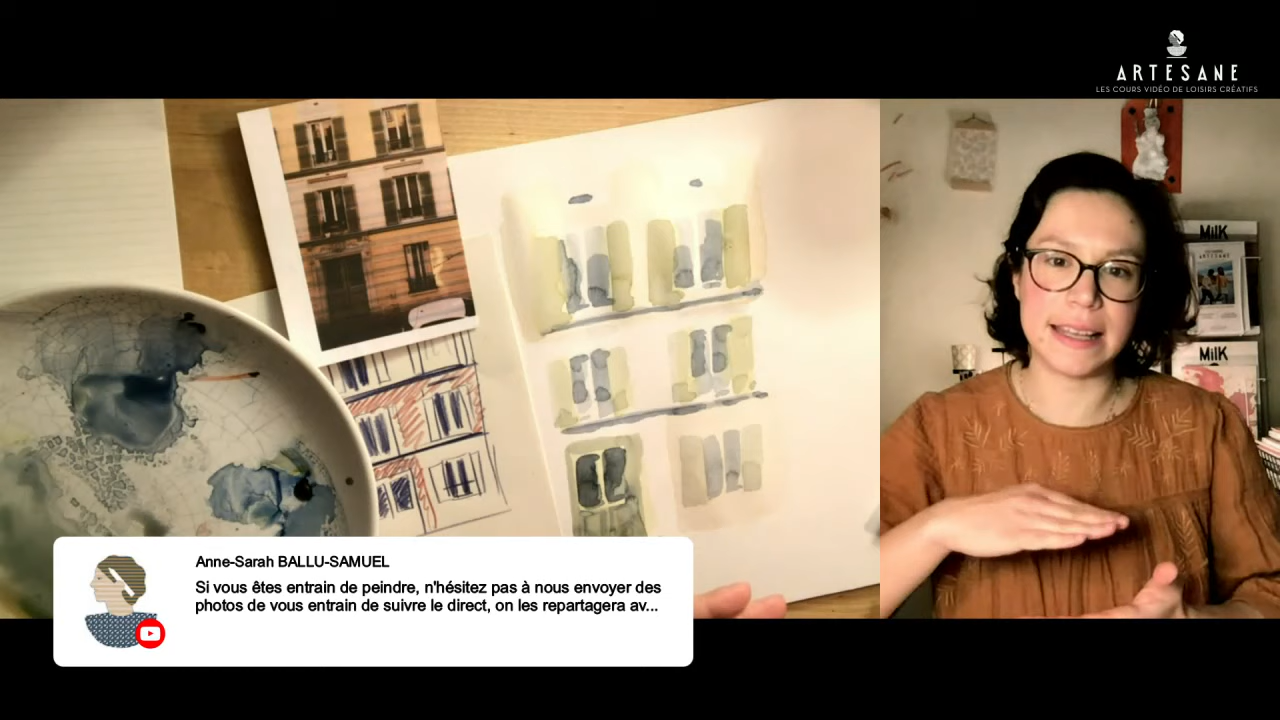 ARTESANE
LES COURS VIDÉO DE LOISIRS CRÉATIFS
MilK
ARTESANE
MilK
Anne-Sarah BALLU-SAMUEL
Si vous êtes entrain de peindre, n'hésitez pas à nous envoyer des
photos de vous entrain de suivre le direct, on les repartagera av...